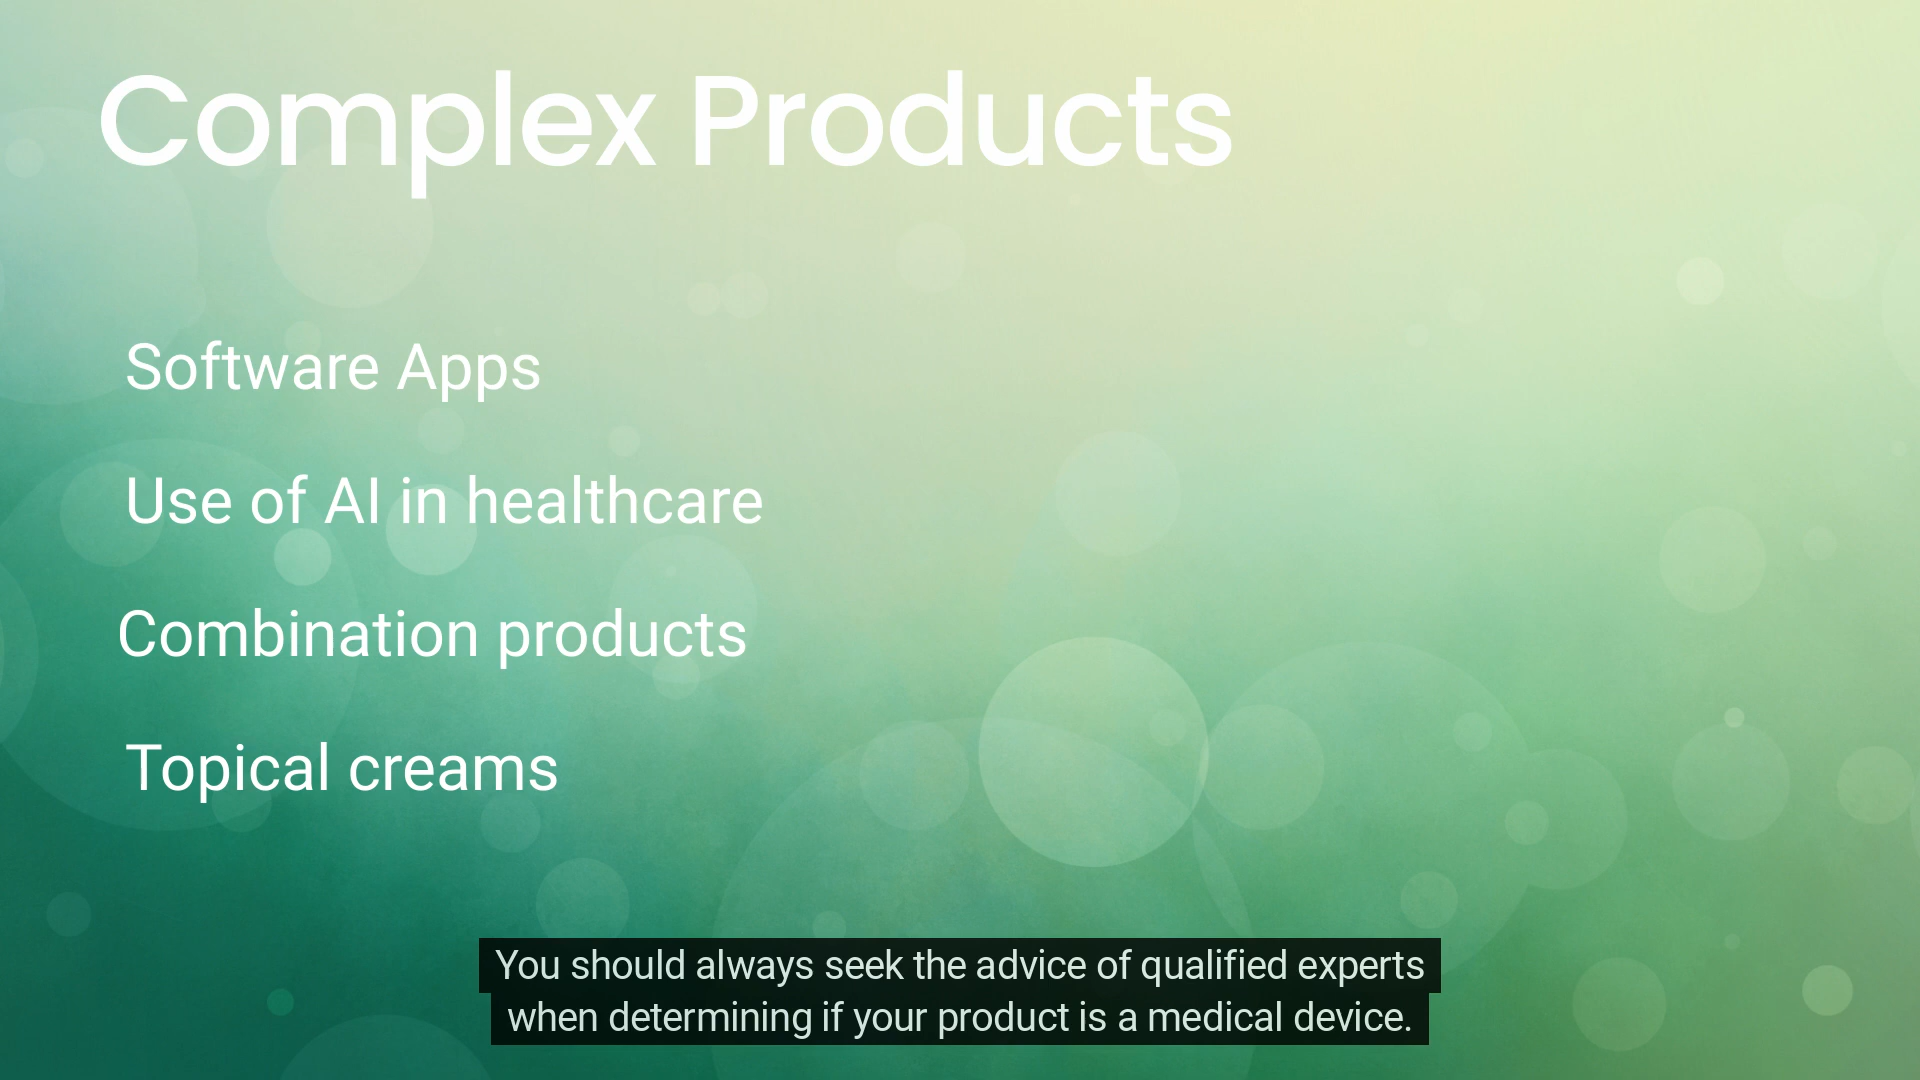 Complex Products
Software Apps
Use of AI in healthcare
Combination products
Topical creams
You should always seek the advice of qualified experts
when determining if your product is a medical device.